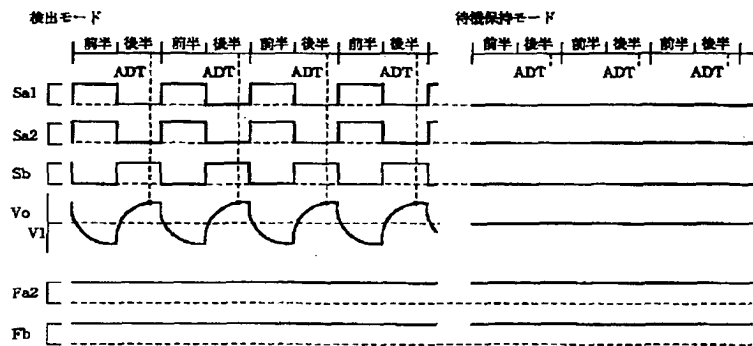 検出モード 待機保持モード
前半 後半 前半 後半 前半 後半 前半 後半 前半 後半 前半 後半 前半 後半
ADT ADT ADT ADT ADT ADT ADT
Sa1
Sa2
Sb
Vo
V1
Fa2
Fb